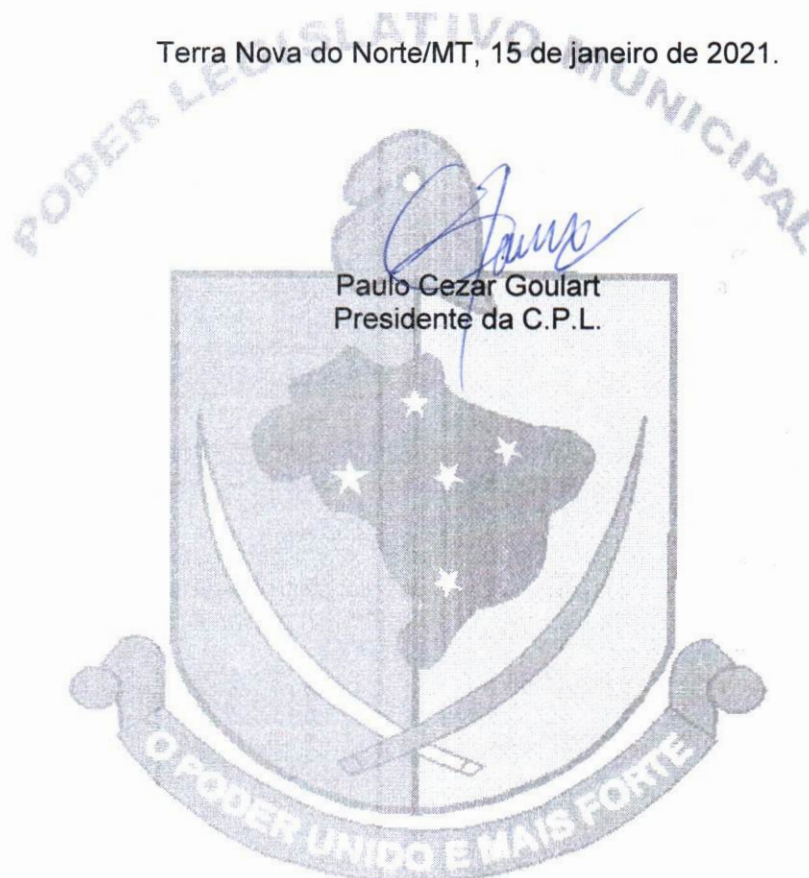 Terra Nova do Norte/MT, 15 de janeiro de 2021.
PODER LEGISLATIVO MUNICIPAL
Paulo Cezar Goulart
Presidente da C.P.L.
O PODER UNIDO E MAIS FORTE